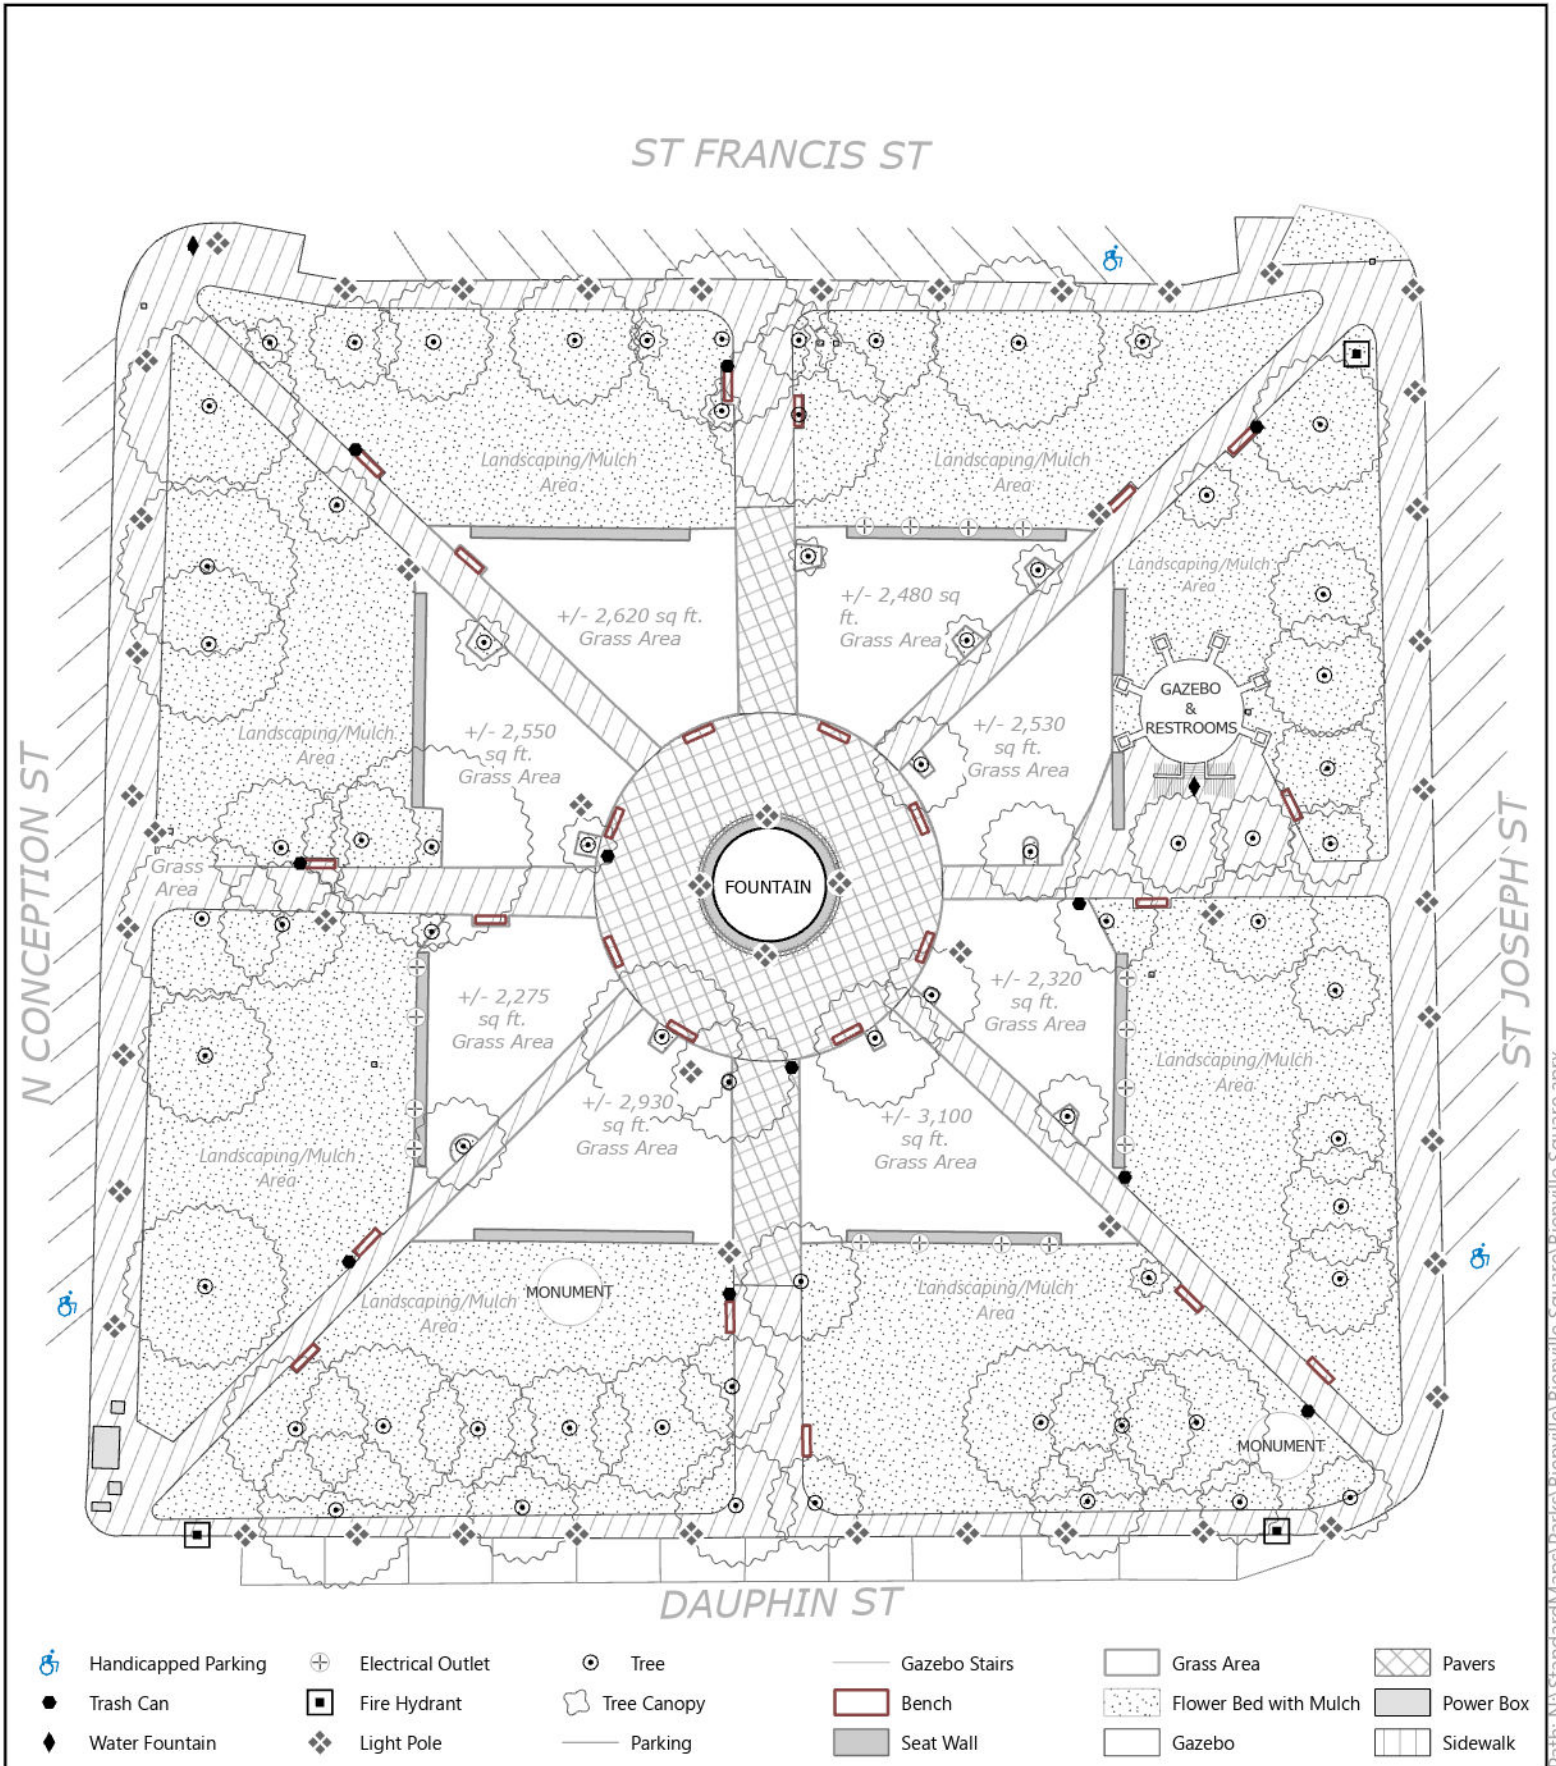 ST FRANCIS ST
Landscaping/Mulch
Area
Landscaping/Mulch
Area
Landscaping/Mulch
Area
+/- 2,620 sq ft.
Grass Area
+/- 2,480 sq
ft.
Grass Area
GAZEBO
&
RESTROOMS
Landscaping/Mulch
Area
+/- 2,550
sq ft.
Grass Area
+/- 2,530
sq ft.
Grass Area
N CONCEPTION ST
ST JOSEPH ST
Grass
Area
FOUNTAIN
+/- 2,275
sq ft.
Grass Area
+/- 2,320
sq ft.
Grass Area
Landscaping/Mulch
Area
+/- 2,930
sq ft.
Grass Area
+/- 3,100
sq ft.
Grass Area
Landscaping/Mulch
Area
Landscaping/Mulch
Area
MONUMENT
Landscaping/Mulch
Area
MONUMENT
DAUPHIN ST
Handicapped Parking
Electrical Outlet
Tree
Gazebo Stairs
Grass Area
Pavers
Trash Can
Fire Hydrant
Tree Canopy
Bench
Flower Bed with Mulch
Power Box
Water Fountain
Light Pole
Parking
Seat Wall
Gazebo
Sidewalk